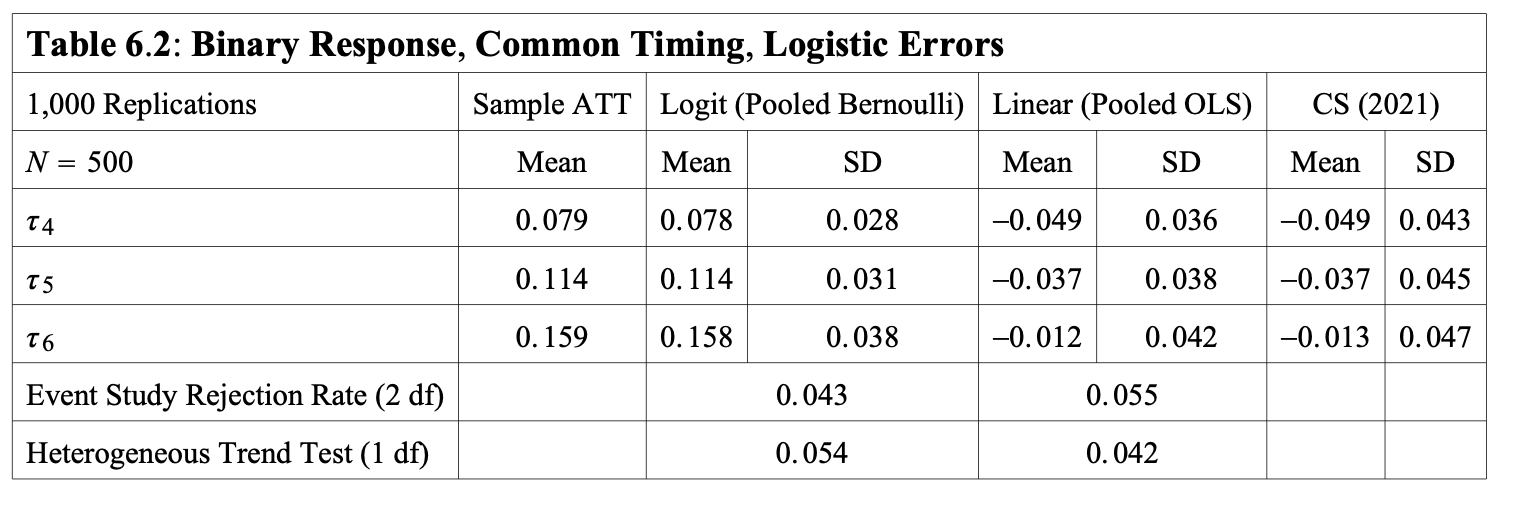 Table 6.2: Binary Response, Common Timing, Logistic Errors
1,000 Replications Sample ATT Logit (Pooled Bernoulli) Linear (Pooled OLS) CS (2021)
N = 500 Mean Mean SD Mean SD Mean SD
τ4 0.079 0.078 0.028 −0.049 0.036 −0.049 0.043
τ5 0.114 0.114 0.031 −0.037 0.038 −0.037 0.045
τ6 0.159 0.158 0.038 −0.012 0.042 −0.013 0.047
Event Study Rejection Rate (2 df) 0.043 0.055
Heterogeneous Trend Test (1 df) 0.054 0.042